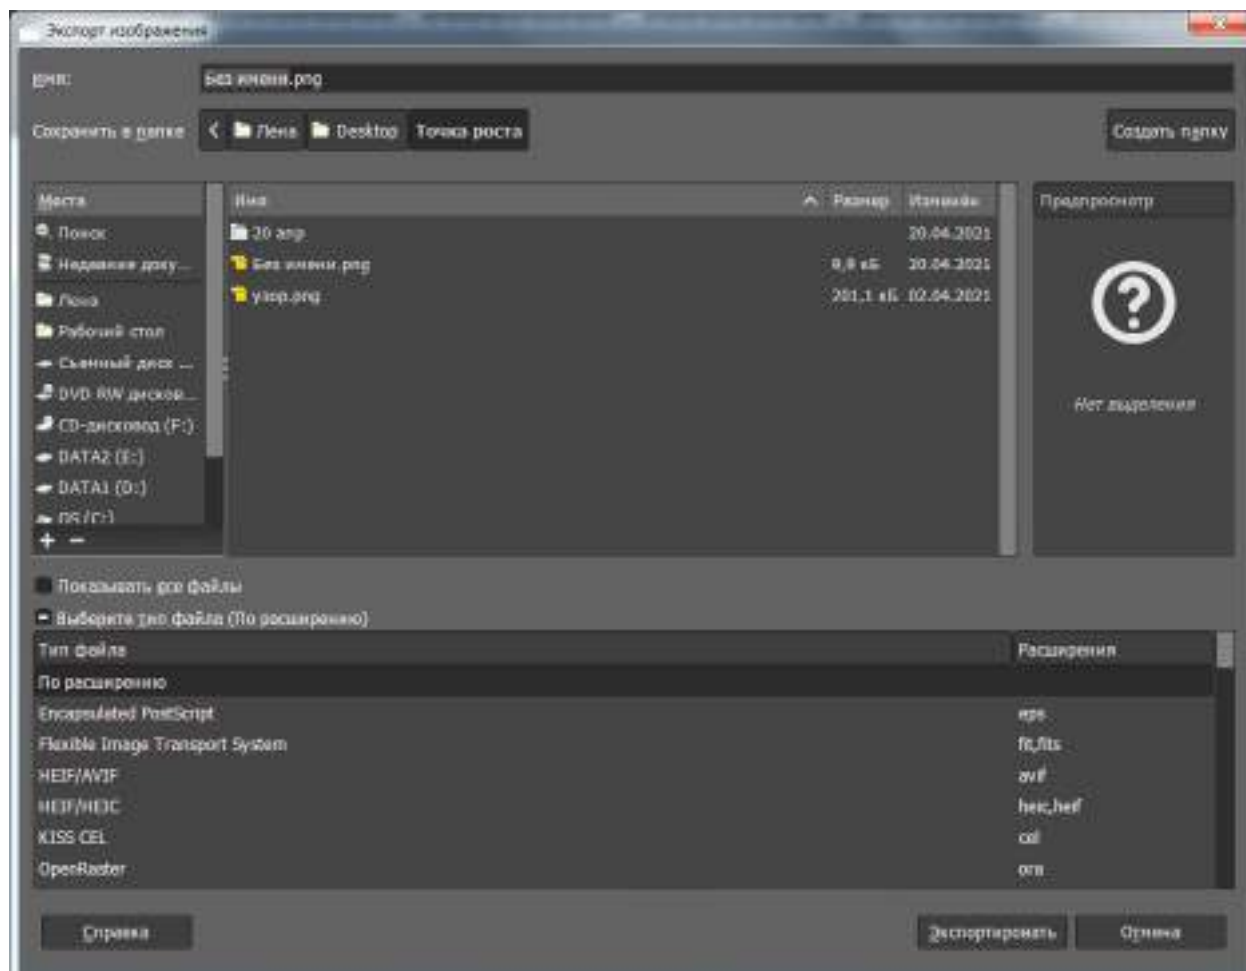 Экспорт изображения
Имя: Без имени.png
Сохранить в папке Лена Desktop Точка роста Создать папку
Места Имя Размер Изменён Предпросмотр
Поиск 20 апр 20.04.2021
Недавние доку... Без имени.png 20.04.2021
Лена узор.png 201,1 кБ 02.04.2021
Рабочий стол
Съемный диск ...
DVD RW дисков...
Нет выделения
CD-дисковод (F:)
DATA2 (E:)
DATA1 (D:)
OS (C:)
Показывать все файлы
Выберите тип файла (По расширению)
Тип файла Расширения
По расширению
Encapsulated PostScript eps
Flexible Image Transport System fit,fits
HEIF/AVIF avif
HEIF/HEIC heic,heif
KISS CEL cel
OpenRaster ora
Справка Экспортировать Отмена